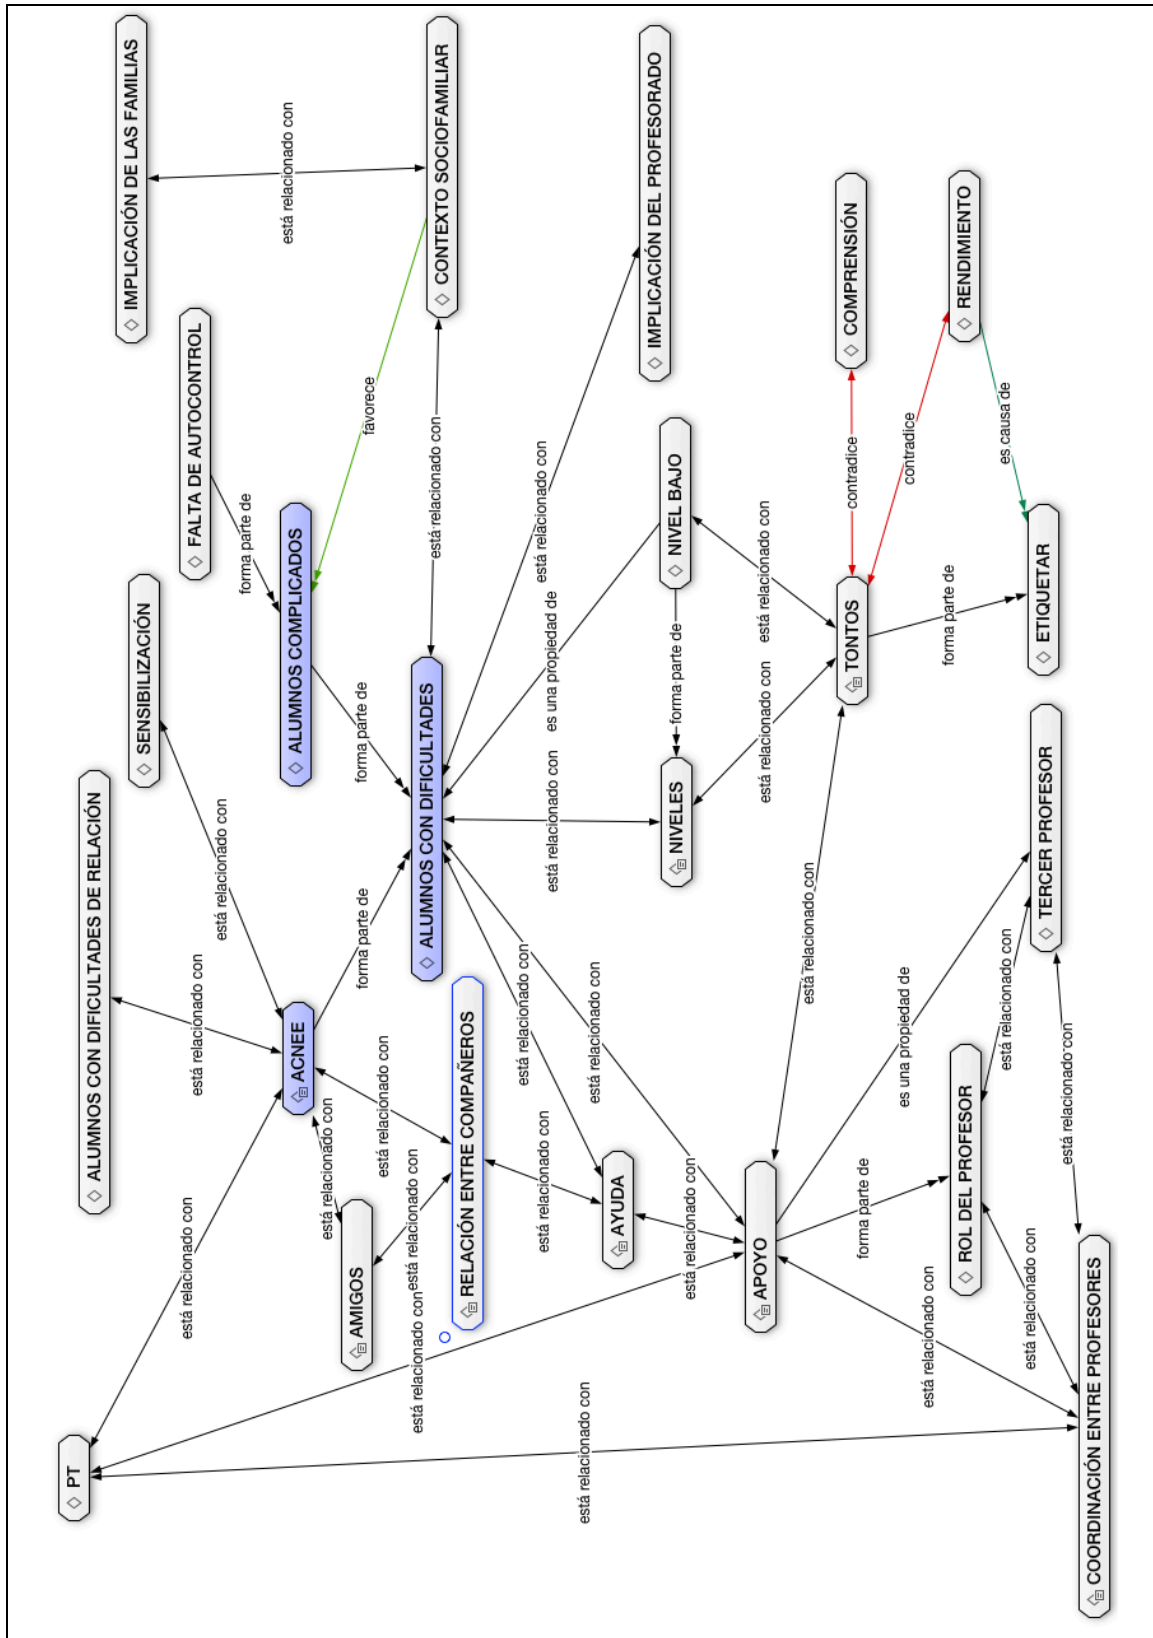 PT
ALUMNOS CON DIFICULTADES DE RELACIÓN
SENSIBILIZACIÓN
FALTA DE AUTOCONTROL
IMPLICACIÓN DE LAS FAMILIAS
está relacionado con
está relacionado con
está relacionado con
forma parte de
está relacionado con
ACNEE
ALUMNOS COMPLICADOS
favorece
CONTEXTO SOCIOFAMILIAR
está relacionado con
AMIGOS
está relacionado con
forma parte de
forma parte de
está relacionado con
está relacionado con
está relacionado con
RELACIÓN ENTRE COMPAÑEROS
ALUMNOS CON DIFICULTADES
está relacionado con
está relacionado con
está relacionado con
está relacionado con
está relacionado con
es una propiedad de
está relacionado con
AYUDA
IMPLICACIÓN DEL PROFESORADO
está relacionado con
NIVELES
forma parte de
NIVEL BAJO
APOYO
está relacionado con
está relacionado con
está relacionado con
TONTOS
contradice
COMPRENSIÓN
forma parte de
es una propiedad de
contradice
está relacionado con
ROL DEL PROFESOR
forma parte de
RENDIMIENTO
está relacionado con
está relacionado con
es causa de
TERCER PROFESOR
ETIQUETAR
está relacionado con
COORDINACIÓN ENTRE PROFESORES